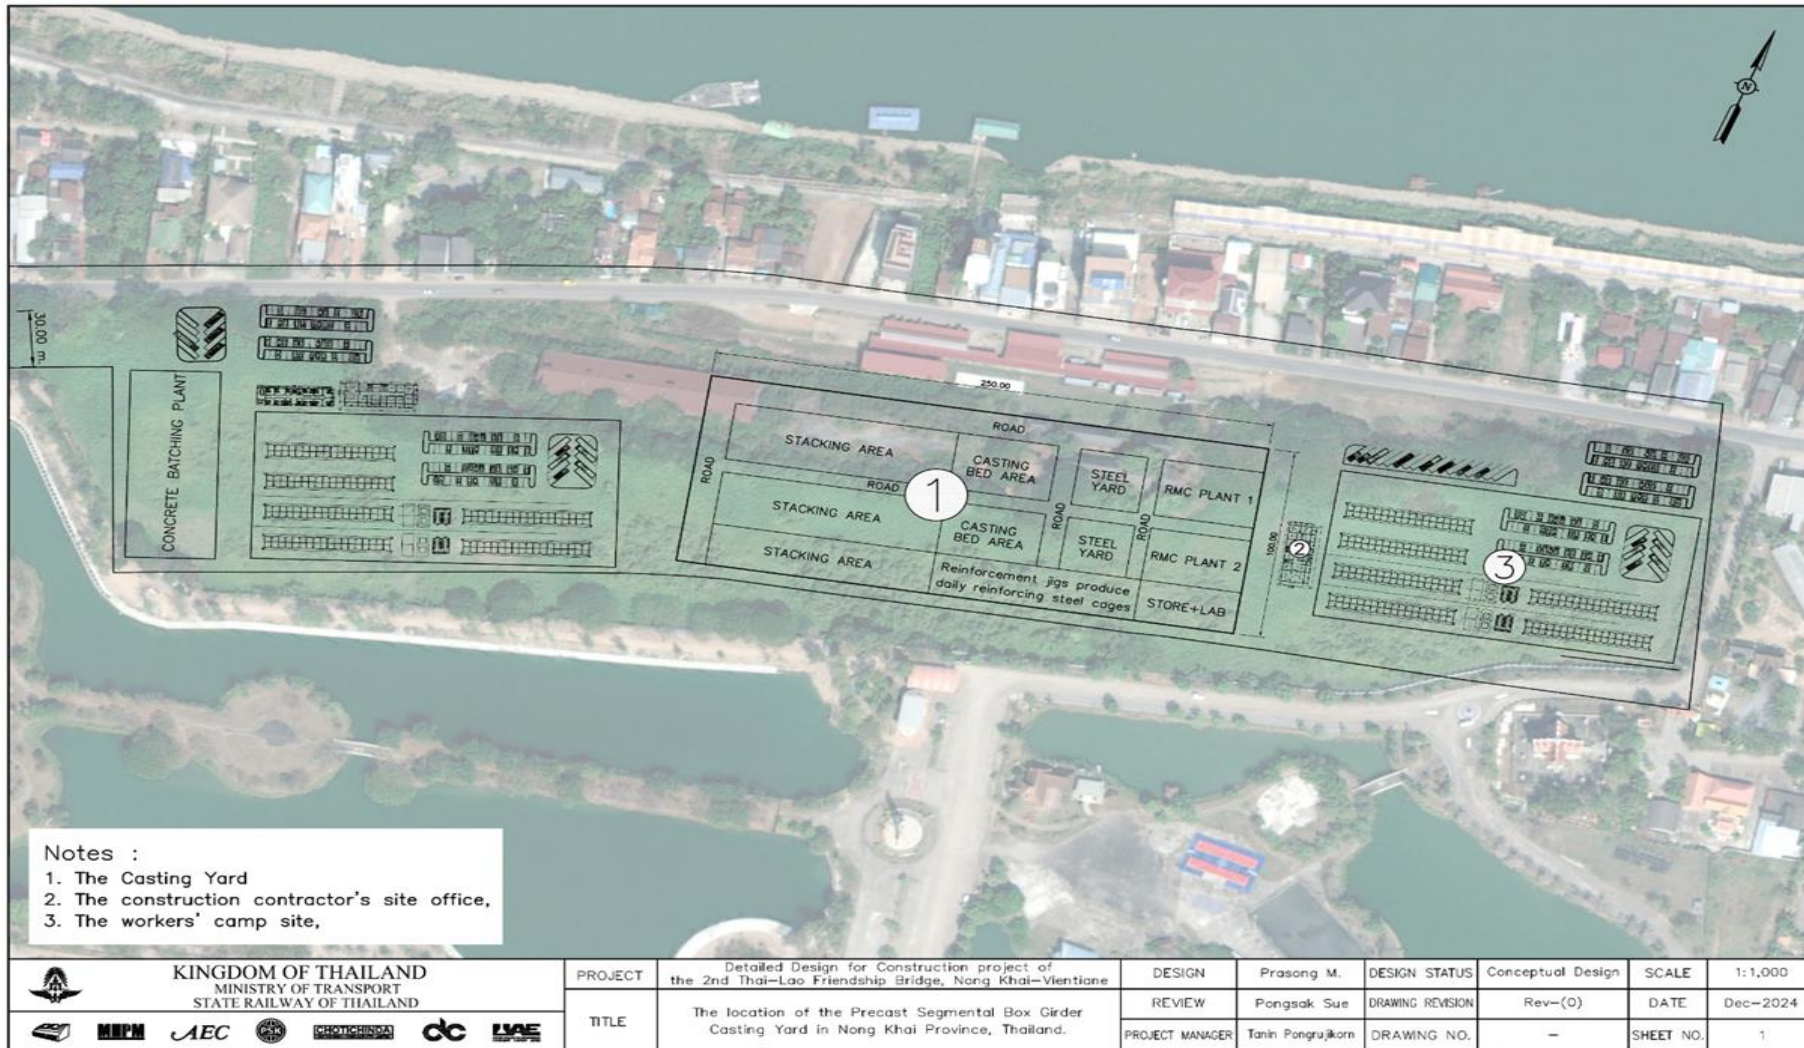 N
30.00 m.
CONCRETE BATCHING PLANT
250.00
ROAD
STACKING AREA
CASTING
BED AREA
STEEL
YARD
RMC PLANT 1
ROAD
ROAD
1
STACKING AREA
CASTING
BED AREA
ROAD
STEEL
YARD
ROAD
RMC PLANT 2
100.00
STACKING AREA
Reinforcement jigs produce
daily reinforcing steel cages
STORE+LAB
2
3
Notes :
1. The Casting Yard
2. The construction contractor's site office,
3. The workers' camp site,
KINGDOM OF THAILAND
MINISTRY OF TRANSPORT
STATE RAILWAY OF THAILAND
AEC
PSK
CHOTICHINDA
PROJECT
Detailed Design for Construction project of
the 2nd Thai-Lao Friendship Bridge, Nong Khai-Vientiane
TITLE
The location of the Precast Segmental Box Girder
Casting Yard in Nong Khai Province, Thailand.
DESIGN
Prasong M.
DESIGN STATUS
Conceptual Design
SCALE
1:1,000
REVIEW
Pongsak Sue
DRAWING REVISION
Rev-(0)
DATE
Dec-2024
PROJECT MANAGER
Tanin Pongrujikorn
DRAWING NO.
-
SHEET NO.
1